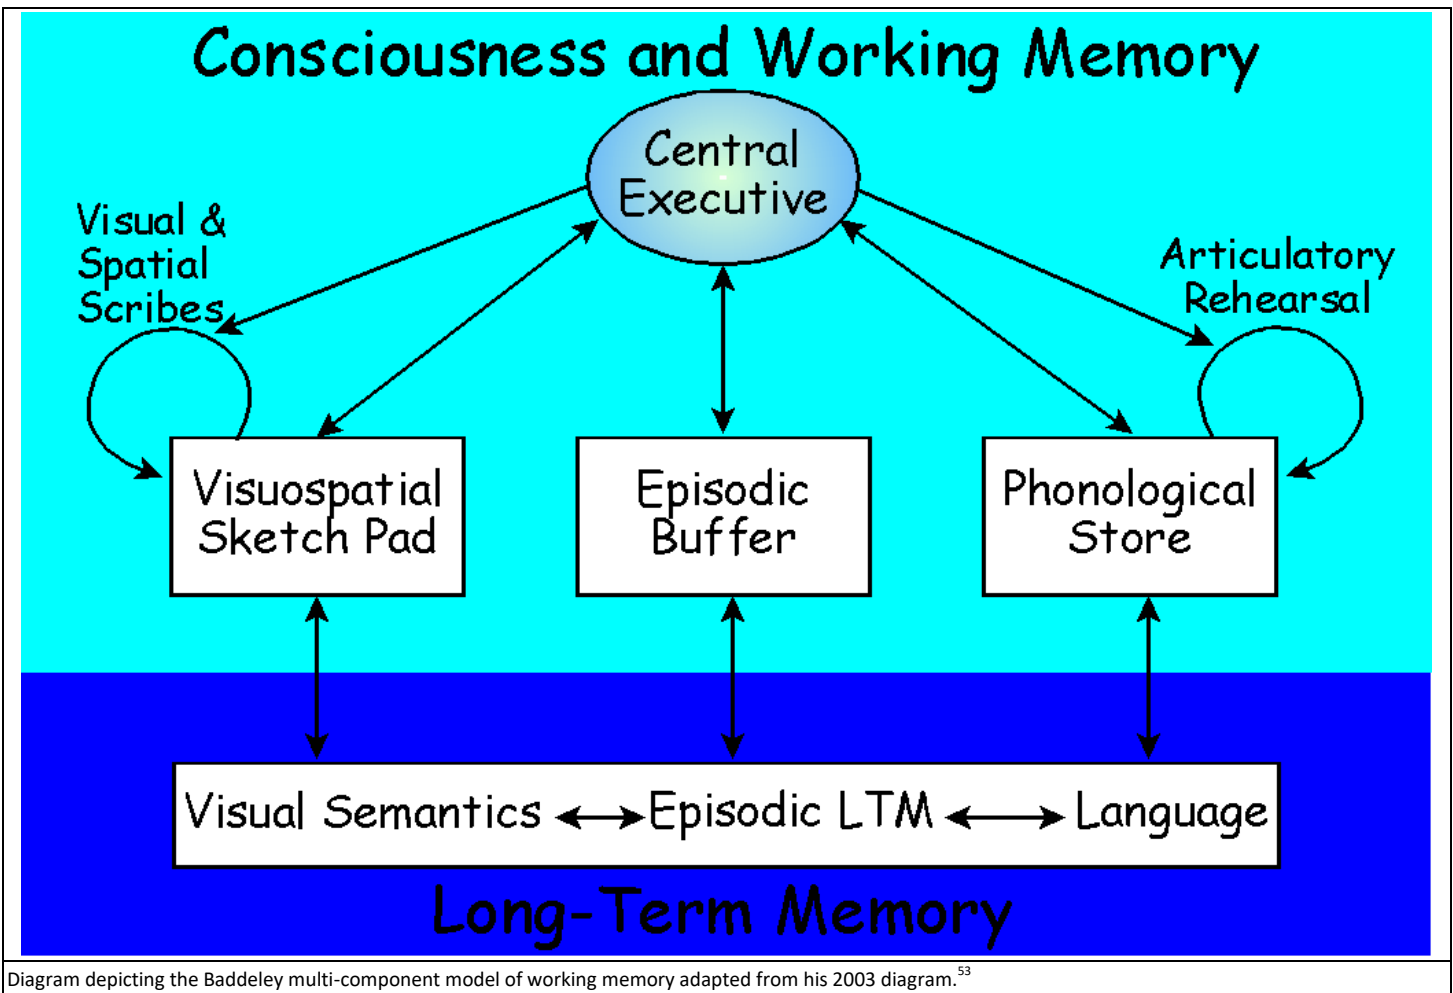 Consciousness and Working Memory
Central
Executive
Visual &
Spatial
Scribes
Articulatory
Rehearsal
Visuospatial
Sketch Pad
Episodic
Buffer
Phonological
Store
Visual Semantics
Episodic LTM
Language
Long-Term Memory
Diagram depicting the Baddeley multi-component model of working memory adapted from his 2003 diagram.53